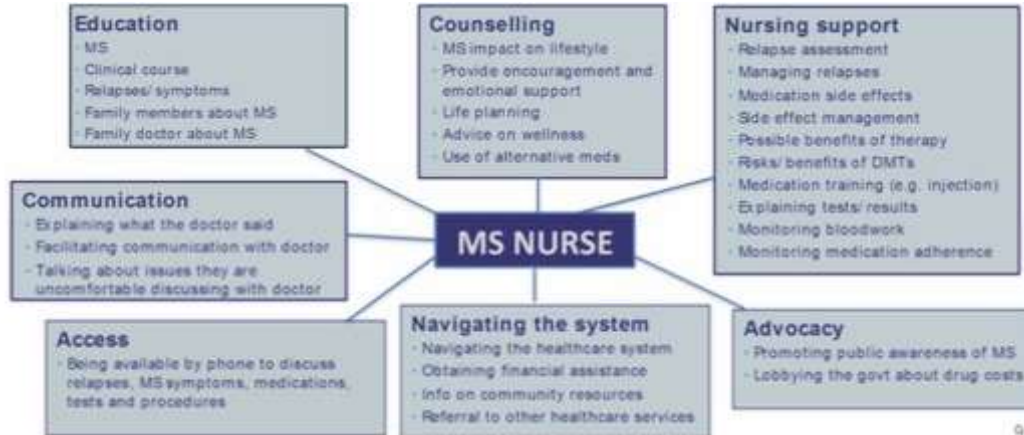 Education
- MS
- Clinical course
- Relapses/ symptoms
- Family members about MS
- Family doctor about MS
Counselling
- MS impact on lifestyle
- Provide encouragement and
emotional support
- Life planning
- Advice on wellness
- Use of alternative meds
Nursing support
- Relapse assessment
- Managing relapses
- Medication side effects
- Side effect management
- Possible benefits of therapy
- Risks/ benefits of DMTs
- Medication training (e.g. injection)
- Explaining tests/ results
- Monitoring bloodwork
- Monitoring medication adherence
Communication
- Explaining what the doctor said
- Facilitating communication with doctor
- Talking about issues they are
uncomfortable discussing with doctor
MS NURSE
Access
- Being available by phone to discuss
relapses, MS symptoms, medications,
tests and procedures
Navigating the system
- Navigating the healthcare system
- Obtaining financial assistance
- Info on community resources
- Referral to other healthcare services
Advocacy
- Promoting public awareness of MS
- Lobbying the govt about drug costs